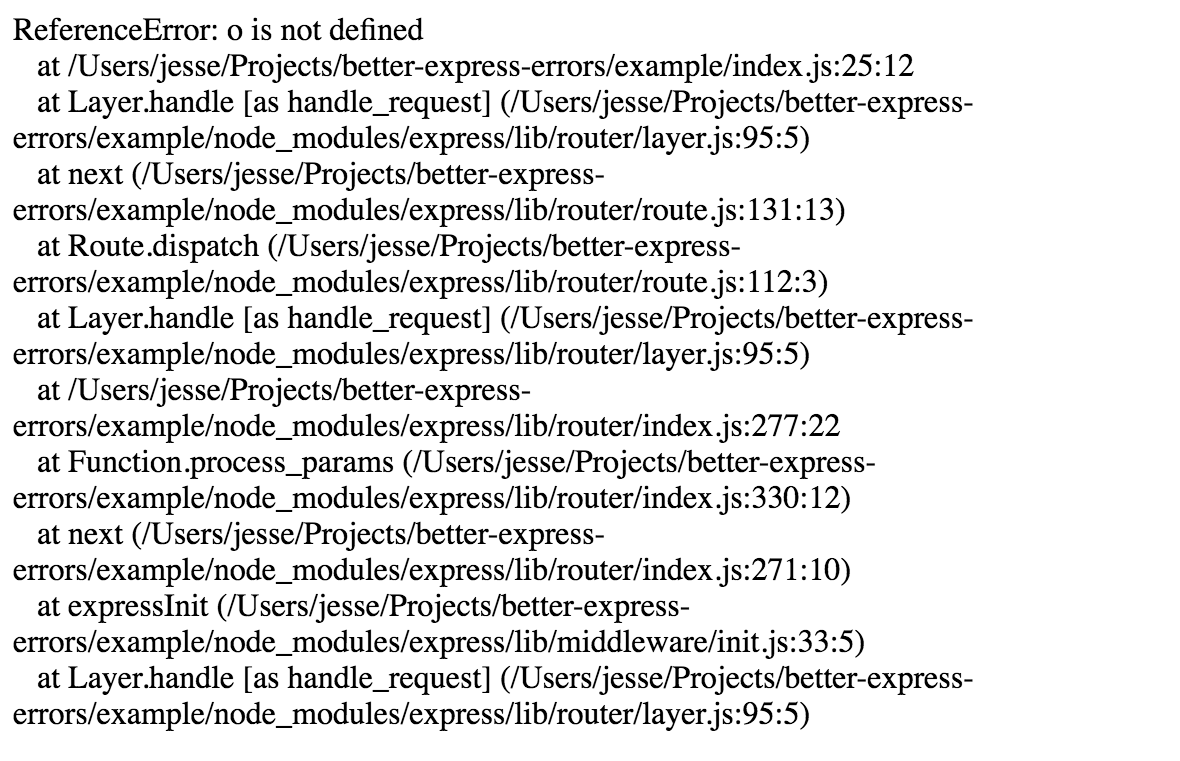 ReferenceError: o is not defined
at /Users/jesse/Projects/better-express-errors/example/index.js:25:12
at Layer.handle [as handle_request] (/Users/jesse/Projects/better-express-
errors/example/node_modules/express/lib/router/layer.js:95:5)
at next (/Users/jesse/Projects/better-express-
errors/example/node_modules/express/lib/router/route.js:131:13)
at Route.dispatch (/Users/jesse/Projects/better-express-
errors/example/node_modules/express/lib/router/route.js:112:3)
at Layer.handle [as handle_request] (/Users/jesse/Projects/better-express-
errors/example/node_modules/express/lib/router/layer.js:95:5)
at /Users/jesse/Projects/better-express-
errors/example/node_modules/express/lib/router/index.js:277:22
at Function.process_params (/Users/jesse/Projects/better-express-
errors/example/node_modules/express/lib/router/index.js:330:12)
at next (/Users/jesse/Projects/better-express-
errors/example/node_modules/express/lib/router/index.js:271:10)
at expressInit (/Users/jesse/Projects/better-express-
errors/example/node_modules/express/lib/middleware/init.js:33:5)
at Layer.handle [as handle_request] (/Users/jesse/Projects/better-express-
errors/example/node_modules/express/lib/router/layer.js:95:5)